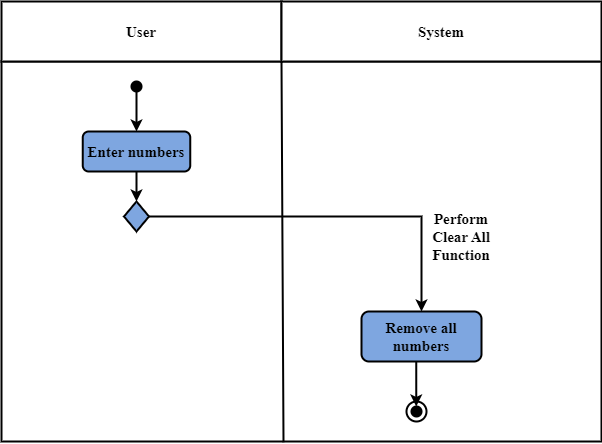 User
System
Enter numbers
Perform
Clear All
Function
Remove all
numbers